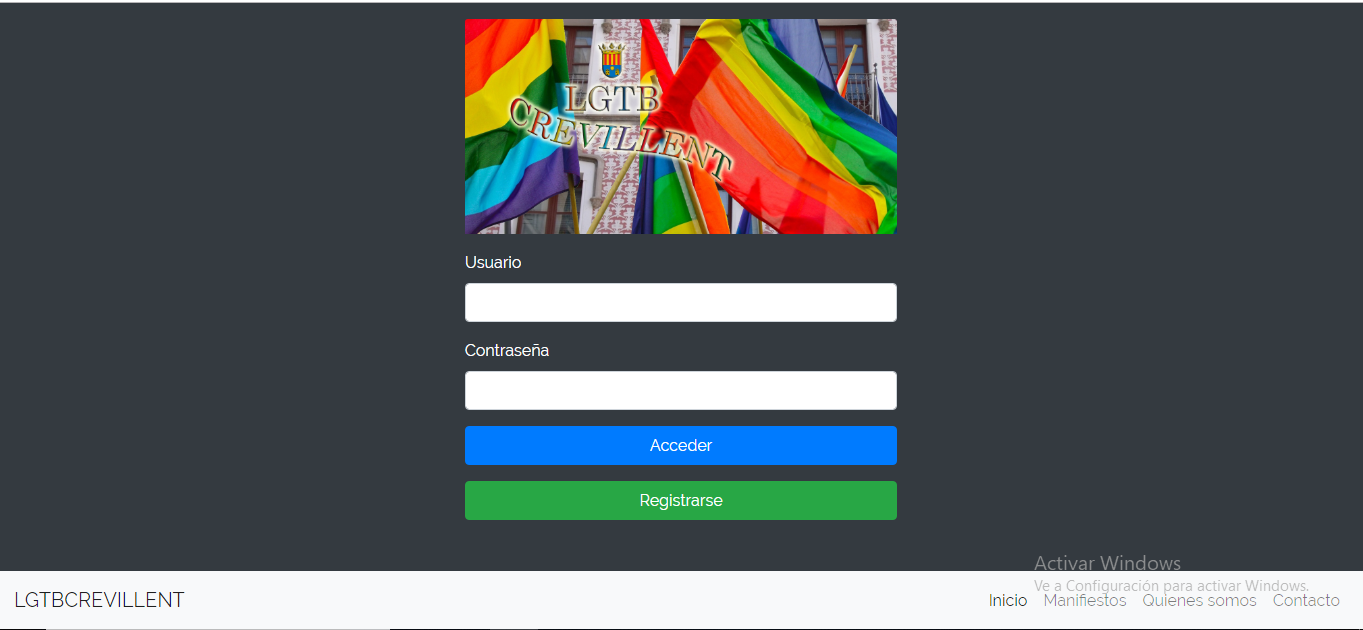 LGTB
CREVILLENT
Usuario
Contraseña
Acceder
Registrarse
Activar Windows
Ve a Configuración para activar Windows.
LGTBCREVILLENT
Inicio Manifiestos Quienes somos Contacto